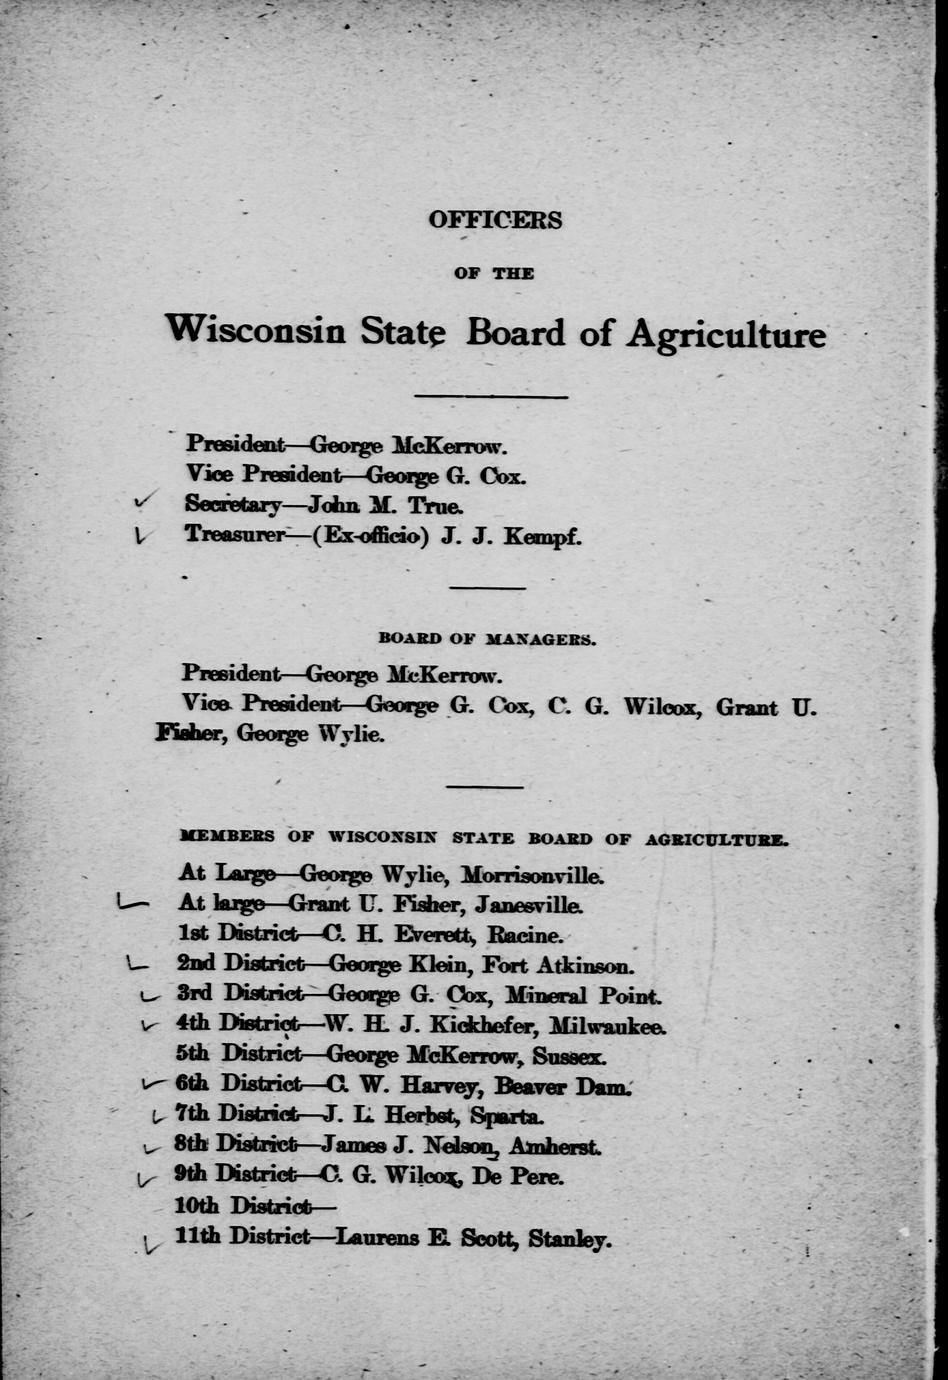 OFFICERS
OF THE
Wisconsin State Board of Agriculture
President—George McKerrow.
Vice President—George G. Cox.
Secretary—John M. True.
Treasurer—(Ex-officio) J. J. Kempf.
BOARD OF MANAGERS.
President—George McKerrow.
Vice President—George G. Cox, C. G. Wilcox, Grant U.
Fisher, George Wylie.
MEMBERS OF WISCONSIN STATE BOARD OF AGRICULTURE.
At Large—George Wylie, Morrisonville.
At large—Grant U. Fisher, Janesville.
1st District—C. H. Everett, Racine.
2nd District—George Klein, Fort Atkinson.
3rd District—George G. Cox, Mineral Point.
4th District—W. H. J. Kickhefer, Milwaukee.
5th District—George McKerrow, Sussex.
6th District—C. W. Harvey, Beaver Dam.
7th District—J. L. Herbst, Sparta.
8th District—James J. Nelson, Amherst.
9th District—C. G. Wilcox, De Pere.
10th District—
11th District—Laurens E. Scott, Stanley.